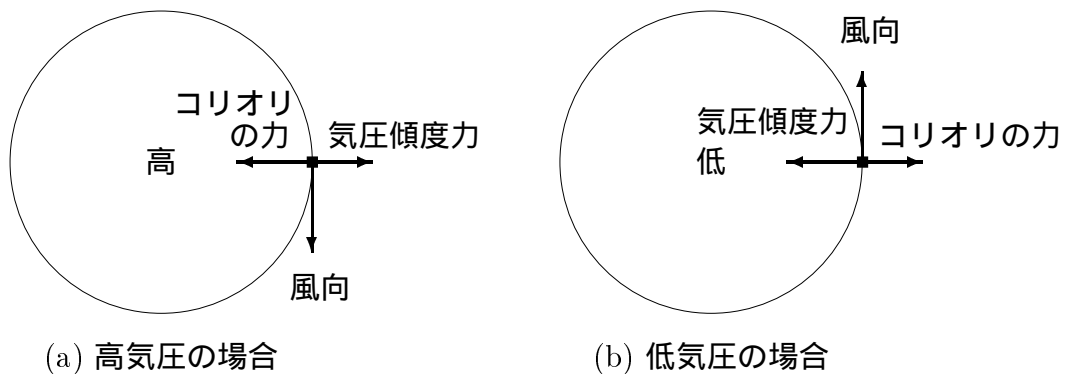 コリオリ
の力
気圧傾度力
高
風向
(a) 高気圧の場合
風向
気圧傾度力
コリオリの力
低
(b) 低気圧の場合